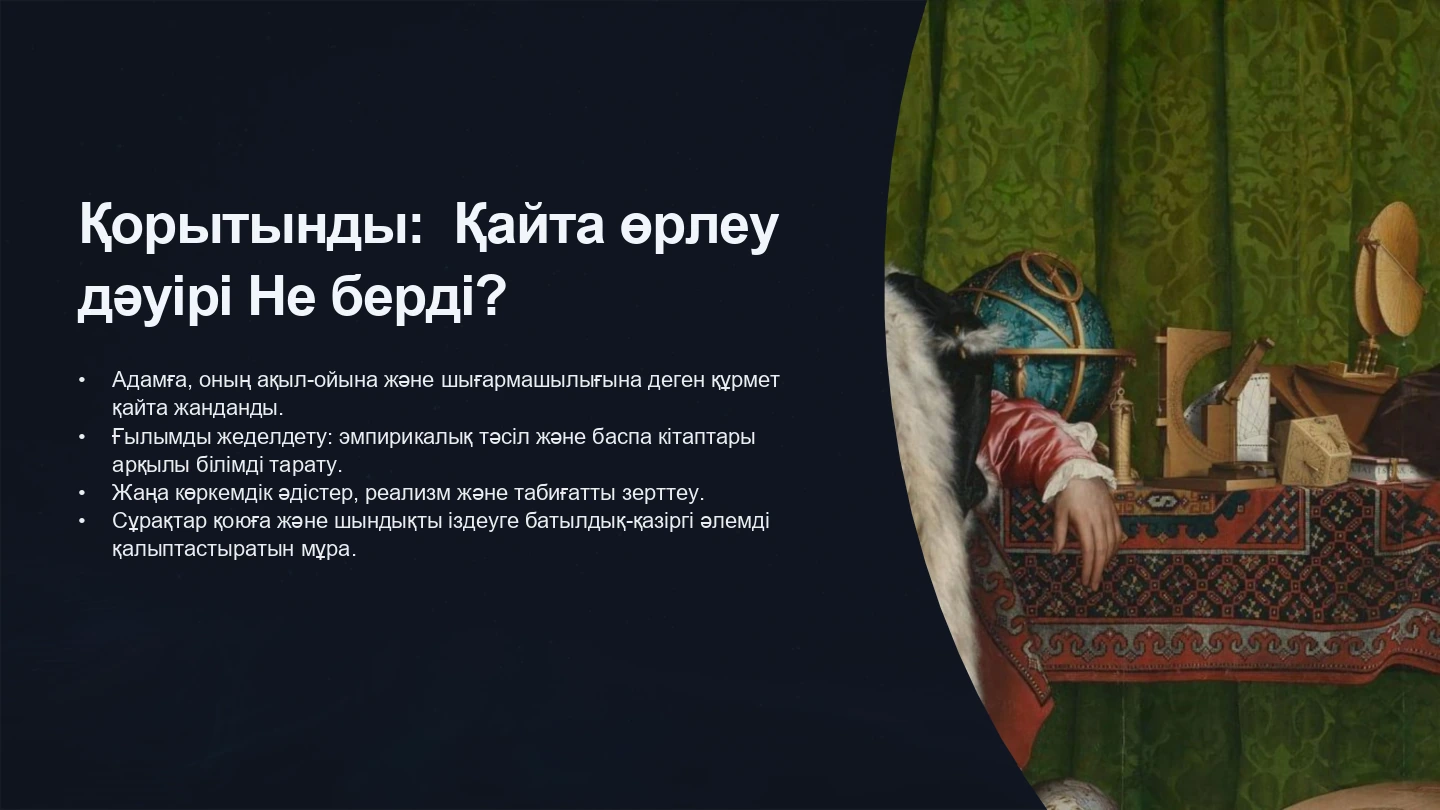 Қорытынды:  Қайта өрлеу
дәуірі Не берді?
• Адамға, оның ақыл-ойына және шығармашылығына деген құрмет
қайта жанданды.
• Ғылымды жеделдету: эмпирикалық тәсіл және баспа кітаптары
арқылы білімді тарату.
• Жаңа көркемдік әдістер, реализм және табиғатты зерттеу.
• Сұрақтар қоюға және шындықты іздеуге батылдық-қазіргі әлемді
қалыптастыратын мұра.